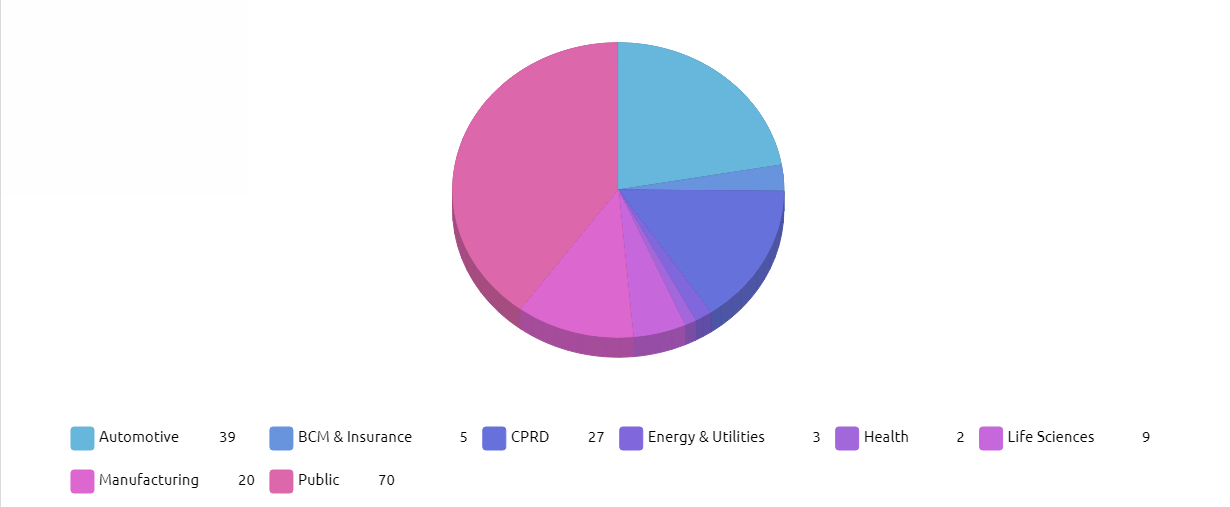 Automotive 39 BCM & Insurance 5 CPRD 27 Energy & Utilities 3 Health 2 Life Sciences 9
Manufacturing 20 Public 70